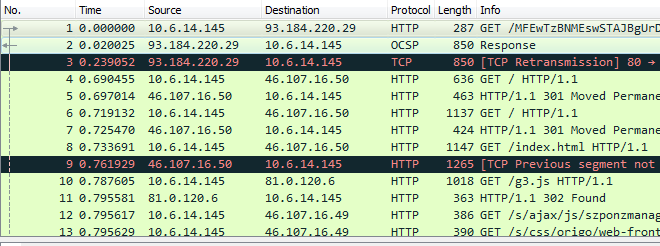 No. Time Source Destination Protocol Length Info
1 0.000000 10.6.14.145 93.184.220.29 HTTP 287 GET /MFEwTzBNMEswSTAJBgUrD
2 0.020025 93.184.220.29 10.6.14.145 OCSP 850 Response
3 0.239052 93.184.220.29 10.6.14.145 TCP 850 [TCP Retransmission] 80 →
4 0.690455 10.6.14.145 46.107.16.50 HTTP 636 GET / HTTP/1.1
5 0.697014 46.107.16.50 10.6.14.145 HTTP 463 HTTP/1.1 301 Moved Permane
6 0.719132 10.6.14.145 46.107.16.50 HTTP 1137 GET / HTTP/1.1
7 0.725470 46.107.16.50 10.6.14.145 HTTP 424 HTTP/1.1 301 Moved Permane
8 0.733691 10.6.14.145 46.107.16.50 HTTP 1147 GET /index.html HTTP/1.1
9 0.761929 46.107.16.50 10.6.14.145 HTTP 1265 [TCP Previous segment not
10 0.787605 10.6.14.145 81.0.120.6 HTTP 1018 GET /g3.js HTTP/1.1
11 0.795581 81.0.120.63 10.6.14.145 HTTP 363 HTTP/1.1 302 Found
12 0.795617 10.6.14.145 46.107.16.49 HTTP 386 GET /s/ajax/js/szponzmanag
13 0.795629 10.6.14.145 46.107.16.49 HTTP 390 GET /s/css/origo/web-front